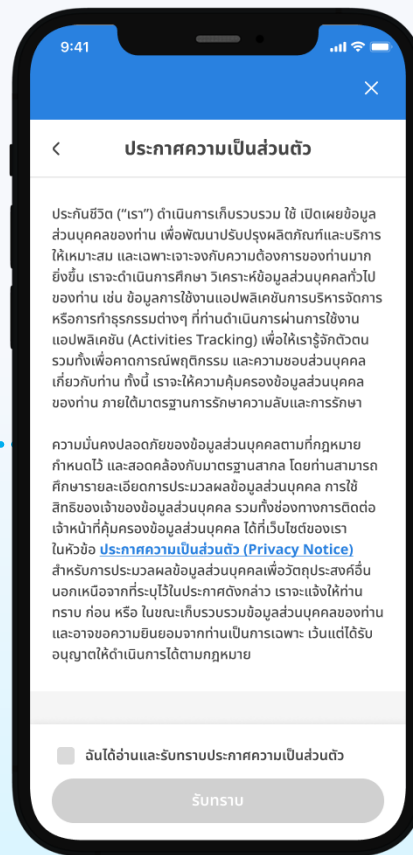 9:41
ประกาศความเป็นส่วนตัว
ประกันชีวิต (“เรา”) ดำเนินการเก็บรวบรวม ใช้ เปิดเผยข้อมูล
ส่วนบุคคลของท่าน เพื่อพัฒนาปรับปรุงผลิตภัณฑ์และบริการ
ให้เหมาะสม และเฉพาะเจาะจงกับความต้องการของท่านมาก
ยิ่งขึ้น เราจะดำเนินการศึกษา วิเคราะห์ข้อมูลส่วนบุคคลทั่วไป
ของท่าน เช่น ข้อมูลการใช้งานแอปพลิเคชันการบริหารจัดการ
หรือการทำธุรกรรมต่างๆ ที่ท่านดำเนินการผ่านการใช้งาน
แอปพลิเคชัน (Activities Tracking) เพื่อให้เรารู้จักตัวตน
รวมทั้งเพื่อคาดการณ์พฤติกรรม และความชอบส่วนบุคคล
เกี่ยวกับท่าน ทั้งนี้ เราจะให้ความคุ้มครองข้อมูลส่วนบุคคล
ของท่าน ภายใต้มาตรฐานการรักษาความลับและการรักษา
ความมั่นคงปลอดภัยของข้อมูลส่วนบุคคลตามที่กฎหมาย
กำหนดไว้ และสอดคล้องกับมาตรฐานสากล โดยท่านสามารถ
ศึกษารายละเอียดการประมวลผลข้อมูลส่วนบุคคล การใช้
สิทธิของเจ้าของข้อมูลส่วนบุคคล รวมทั้งช่องทางการติดต่อ
เจ้าหน้าที่คุ้มครองข้อมูลส่วนบุคคล ได้ที่เว็บไซต์ของเรา
ในหัวข้อ ประกาศความเป็นส่วนตัว (Privacy Notice)
สำหรับการประมวลผลข้อมูลส่วนบุคคลเพื่อวัตถุประสงค์อื่น
นอกเหนือจากที่ระบุไว้ในประกาศดังกล่าว เราจะแจ้งให้ท่าน
ทราบ ก่อน หรือ ในขณะเก็บรวบรวมข้อมูลส่วนบุคคลของท่าน
และอาจขอความยินยอมจากท่านเป็นการเฉพาะ เว้นแต่ได้รับ
อนุญาตให้ดำเนินการได้ตามกฎหมาย
ฉันได้อ่านและรับทราบประกาศความเป็นส่วนตัว
รับทราบ